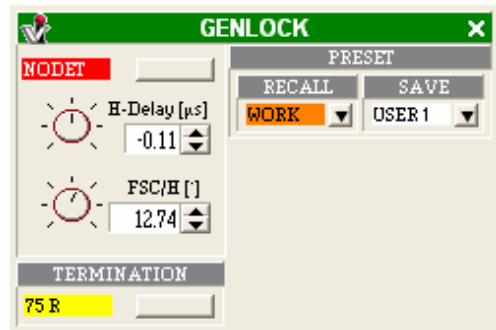 GENLOCK
NODET
H-Delay [µs]
-0.11
FSC/H [°]
12.74
TERMINATION
75 R
PRESET
RECALL SAVE
WORK USER 1